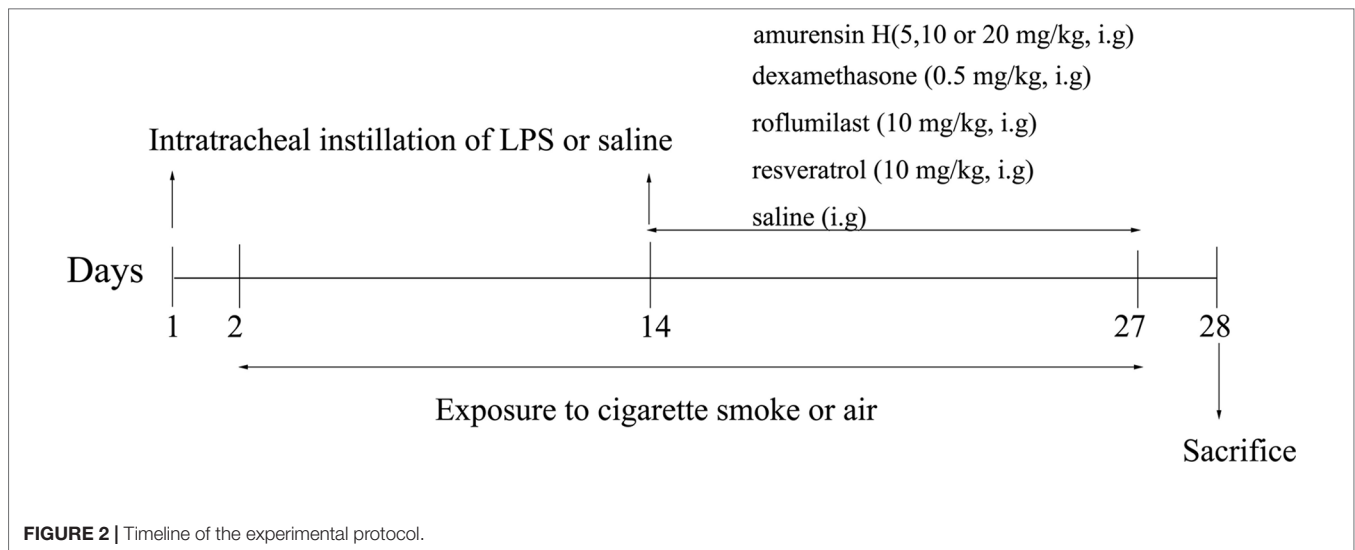 amurensin H(5,10 or 20 mg/kg, i.g)
dexamethasone (0.5 mg/kg, i.g)
Intratracheal instillation of LPS or saline
roflumilast (10 mg/kg, i.g)
resveratrol (10 mg/kg, i.g)
saline (i.g)
Days
1 2 14 27 28
Exposure to cigarette smoke or air
Sacrifice
FIGURE 2 | Timeline of the experimental protocol.